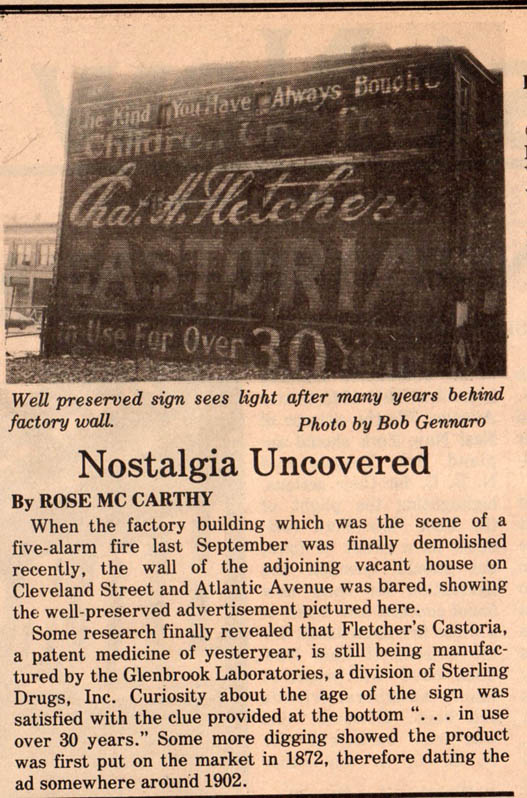 The Kind You Have Always Bought
Children Cry For
Chas. H. Fletcher's
CASTORIA
in Use For Over 30 Years
Well preserved sign sees light after many years behind
factory wall. Photo by Bob Gennaro
Nostalgia Uncovered
By ROSE MC CARTHY
When the factory building which was the scene of a
five-alarm fire last September was finally demolished
recently, the wall of the adjoining vacant house on
Cleveland Street and Atlantic Avenue was bared, showing
the well-preserved advertisement pictured here.
Some research finally revealed that Fletcher's Castoria,
a patent medicine of yesteryear, is still being manufac-
tured by the Glenbrook Laboratories, a division of Sterling
Drugs, Inc. Curiosity about the age of the sign was
satisfied with the clue provided at the bottom ". . . in use
over 30 years." Some more digging showed the product
was first put on the market in 1872, therefore dating the
ad somewhere around 1902.